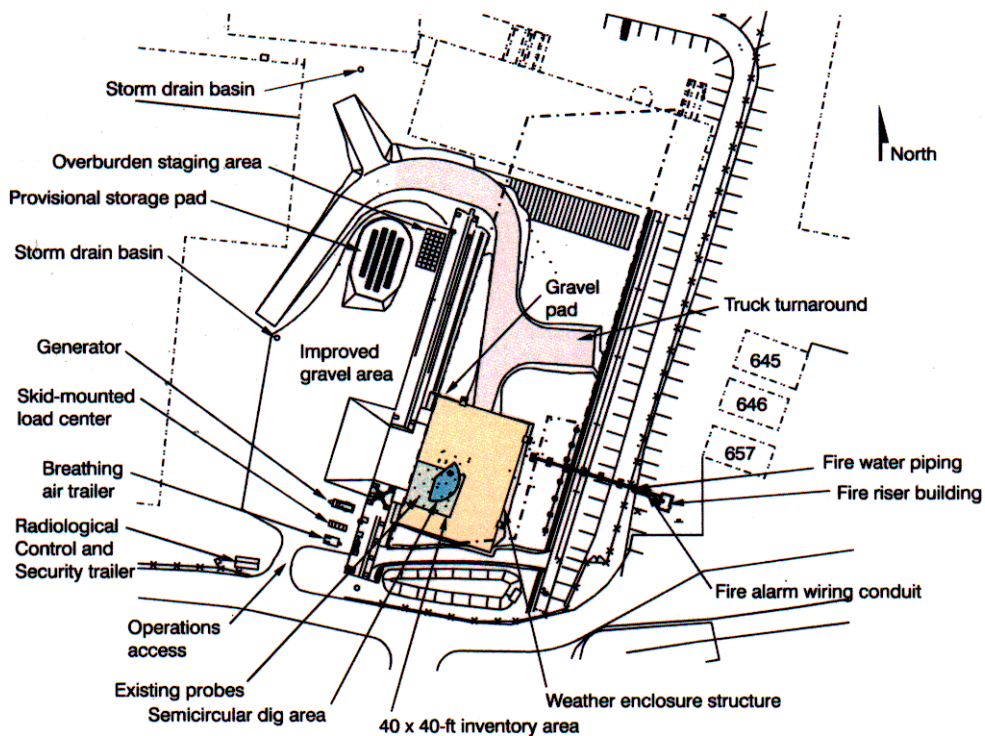 Storm drain basin
North
Overburden staging area
Provisional storage pad
Storm drain basin
Gravel
pad
Truck turnaround
Generator
Improved
gravel area
Skid-mounted
load center
645
646
657
Breathing
air trailer
Fire water piping
Fire riser building
Radiological
Control and
Security trailer
Fire alarm wiring conduit
Operations
access
Existing probes
Weather enclosure structure
Semicircular dig area
40 x 40-ft inventory area